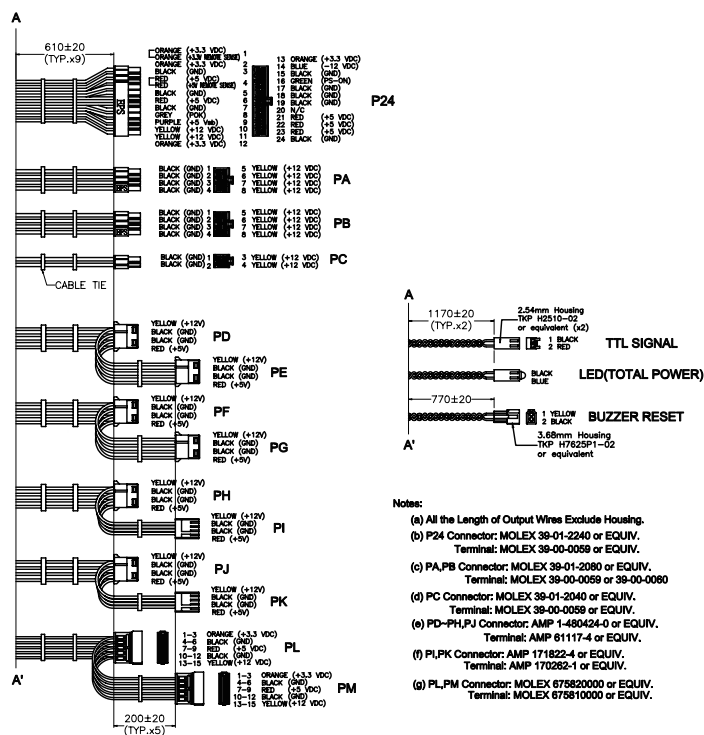 A
610±20
(TYP.x9)
ORANGE (+3.3 VDC)
ORANGE (+3.3V REMOTE SENSE) 1
ORANGE (+3.3 VDC) 2
BLACK (GND) 3
RED (+5 VDC)
RED (+5V REMOTE SENSE) 4
BLACK (GND) 5
RED (+5 VDC) 6
BLACK (GND) 7
GREY (POK) 8
PURPLE (+5 Vsb) 9
YELLOW (+12 VDC) 10
YELLOW (+12 VDC) 11
ORANGE (+3.3 VDC) 12
13 ORANGE (+3.3 VDC)
14 BLUE (-12 VDC)
15 BLACK (GND)
16 GREEN (PS-ON)
17 BLACK (GND)
18 BLACK (GND)
19 BLACK (GND)
20 N/C
21 RED (+5 VDC)
22 RED (+5 VDC)
23 RED (+5 VDC)
24 BLACK (GND)
P24
BLACK (GND) 1 5 YELLOW (+12 VDC)
BLACK (GND) 2 6 YELLOW (+12 VDC)
BLACK (GND) 3 7 YELLOW (+12 VDC)
BLACK (GND) 4 8 YELLOW (+12 VDC)
PA
BLACK (GND) 1 5 YELLOW (+12 VDC)
BLACK (GND) 2 6 YELLOW (+12 VDC)
BLACK (GND) 3 7 YELLOW (+12 VDC)
BLACK (GND) 4 8 YELLOW (+12 VDC)
PB
BLACK (GND) 1 3 YELLOW (+12 VDC)
BLACK (GND) 2 4 YELLOW (+12 VDC)
PC
CABLE TIE
YELLOW (+12V)
BLACK (GND)
BLACK (GND)
RED (+5V)
PD
YELLOW (+12V)
BLACK (GND)
BLACK (GND)
RED (+5V)
PE
YELLOW (+12V)
BLACK (GND)
BLACK (GND)
RED (+5V)
PF
YELLOW (+12V)
BLACK (GND)
BLACK (GND)
RED (+5V)
PG
YELLOW (+12V)
BLACK (GND)
BLACK (GND)
RED (+5V)
PH
YELLOW (+12V)
BLACK (GND)
BLACK (GND)
RED (+5V)
PI
YELLOW (+12V)
BLACK (GND)
BLACK (GND)
RED (+5V)
PJ
YELLOW (+12V)
BLACK (GND)
BLACK (GND)
RED (+5V)
PK
1-3 ORANGE (+3.3 VDC)
4-6 BLACK (GND)
7-9 RED (+5 VDC)
10-12 BLACK (GND)
13-15 YELLOW(+12 VDC)
PL
1-3 ORANGE (+3.3 VDC)
4-6 BLACK (GND)
7-9 RED (+5 VDC)
10-12 BLACK (GND)
13-15 YELLOW(+12 VDC)
PM
A'
200±20
(TYP.x5)
A
1170±20
(TYP.x2)
2.54mm Housing
TKP H2510-02
or equivalent (x2)
1 BLACK
2 RED
TTL SIGNAL
BLACK
BLUE
LED(TOTAL POWER)
770±20
1 YELLOW
2 BLACK
BUZZER RESET
A'
3.68mm Housing
TKP H7625P1-02
or equivalent
Notes:
(a) All the Length of Output Wires Exclude Housing.
(b) P24 Connector: MOLEX 39-01-2240 or EQUIV.
Terminal: MOLEX 39-00-0059 or EQUIV.
(c) PA,PB Connector: MOLEX 39-01-2080 or EQUIV.
Terminal: MOLEX 39-00-0059 or 39-00-0060
(d) PC Connector: MOLEX 39-01-2040 or EQUIV.
Terminal: MOLEX 39-00-0059 or EQUIV.
(e) PD~PH,PJ Connector: AMP 1-480424-0 or EQUIV.
Terminal: AMP 61117-4 or EQUIV.
(f) PI,PK Connector: AMP 171822-4 or EQUIV.
Terminal: AMP 170262-1 or EQUIV.
(g) PL,PM Connector: MOLEX 675820000 or EQUIV.
Terminal: MOLEX 675810000 or EQUIV.